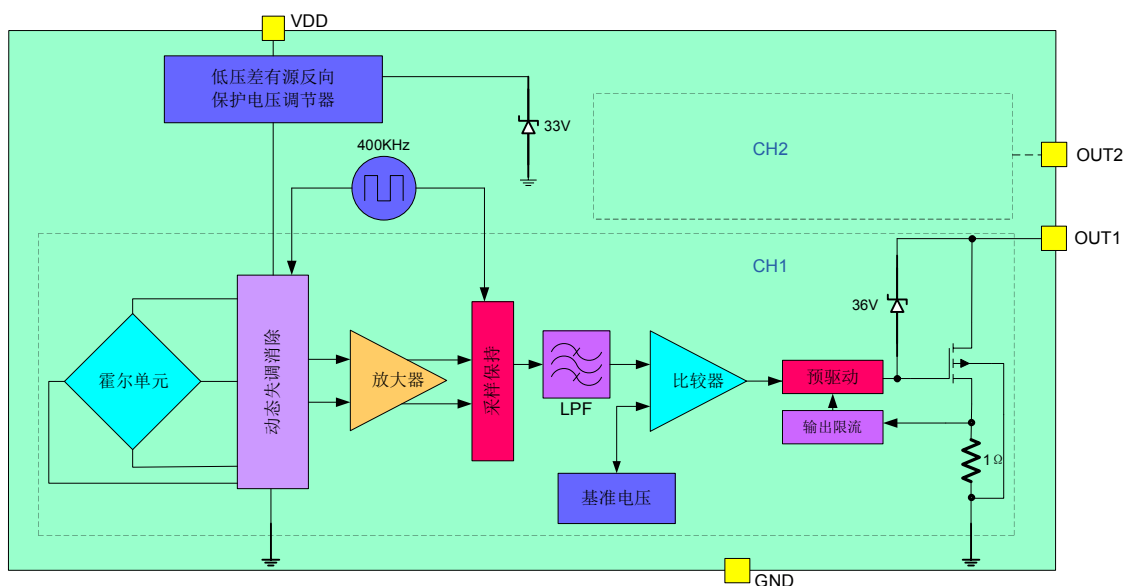 VDD
低压差有源反向
保护电压调节器
33V
400KHz
CH2
OUT2
OUT1
CH1
霍尔单元
动态失调消除
放大器
采样保持
LPF
比较器
36V
预驱动
输出限流
1Ω
基准电压
GND